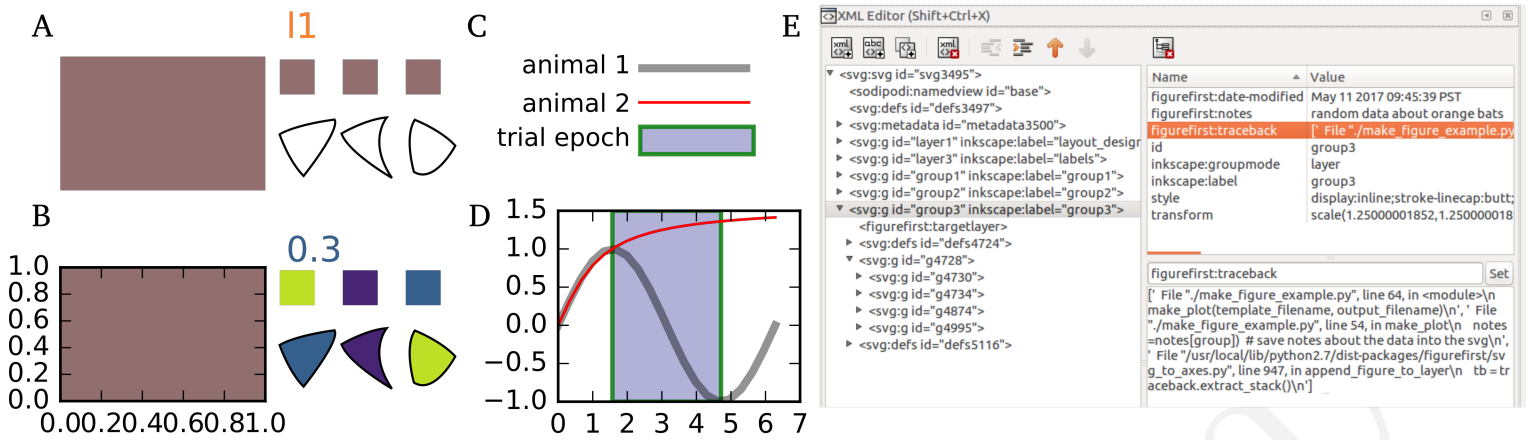 A
l1
B
0.3
1.0
0.8
0.6
0.4
0.2
0.0
0.00.20.40.60.81.0
C
animal 1
animal 2
trial epoch
D
1.5
1.0
0.5
0.0
−0.5
−1.0
0 1 2 3 4 5 6 7
E
XML Editor (Shift+Ctrl+X)
xml abc xml
<svg:svg id="svg3495">
<sodipodi:namedview id="base">
<svg:defs id="defs3497">
<svg:metadata id="metadata3500">
<svg:g id="layer1" inkscape:label="layout_desigr
<svg:g id="layer3" inkscape:label="labels">
<svg:g id="group1" inkscape:label="group1">
<svg:g id="group2" inkscape:label="group2">
<svg:g id="group3" inkscape:label="group3">
<figurefirst:targetlayer>
<svg:defs id="defs4724">
<svg:g id="g4728">
<svg:g id="g4730">
<svg:g id="g4734">
<svg:g id="g4874">
<svg:g id="g4995">
<svg:defs id="defs5116">
Name Value
figurefirst:date-modified May 11 2017 09:45:39 PST
figurefirst:notes random data about orange bats
figurefirst:traceback [' File "./make_figure_example.py
id group3
inkscape:groupmode layer
inkscape:label group3
style display:inline;stroke-linecap:butt;
transform scale(1.25000001852,1.250000018
figurefirst:traceback Set
[' File "./make_figure_example.py", line 64, in <module>\n
make_plot(template_filename, output_filename)\n', ' File
"./make_figure_example.py", line 54, in make_plot\n notes
=notes[group]) # save notes about the data into the svg\n',
' File "/usr/local/lib/python2.7/dist-packages/figurefirst/sv
g_to_axes.py", line 947, in append_figure_to_layer\n tb = tr
aceback.extract_stack()\n']